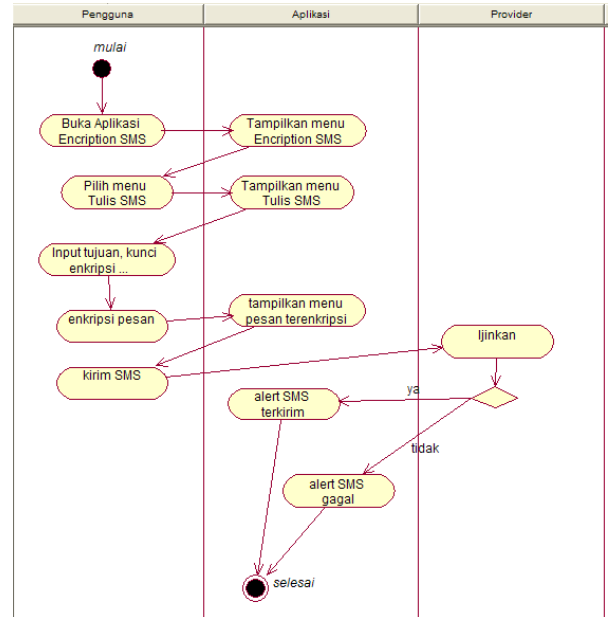 Pengguna
Aplikasi
Provider
mulai
Buka Aplikasi
Encription SMS
Tampilkan menu
Encription SMS
Pilih menu
Tulis SMS
Tampilkan menu
Tulis SMS
Input tujuan, kunci
enkripsi ...
enkripsi pesan
tampilkan menu
pesan terenkripsi
Ijinkan
kirim SMS
ya
alert SMS
terkirim
tidak
alert SMS
gagal
selesai